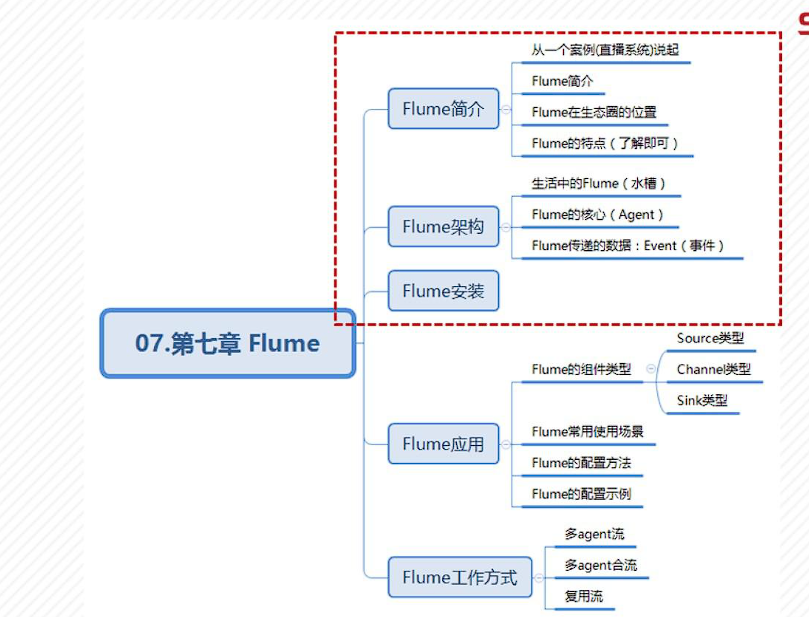 07.第七章 Flume
Flume简介
从一个案例(直播系统)说起
Flume简介
Flume在生态圈的位置
Flume的特点（了解即可）
Flume架构
生活中的Flume（水槽）
Flume的核心（Agent）
Flume传递的数据：Event（事件）
Flume安装
Flume应用
Flume的组件类型
Source类型
Channel类型
Sink类型
Flume常用使用场景
Flume的配置方法
Flume的配置示例
Flume工作方式
多agent流
多agent合流
复用流